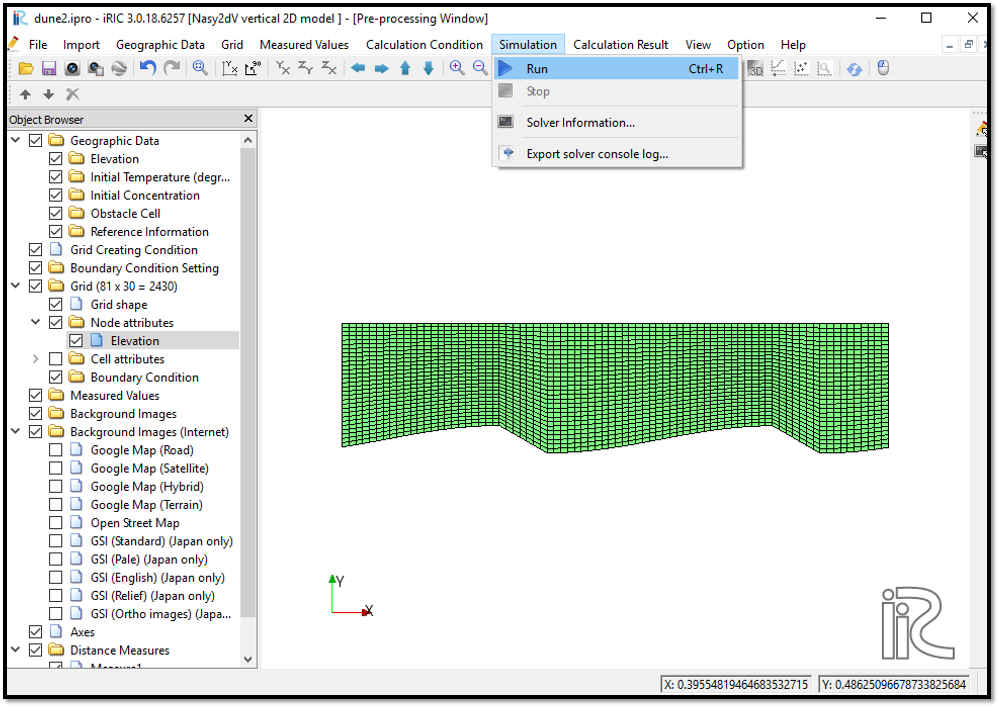 dune2.ipro - iRIC 3.0.18.6257 [Nasy2dV vertical 2D model ] - [Pre-processing Window]
File Import Geographic Data Grid Measured Values Calculation Condition Simulation Calculation Result View Option Help
Run Ctrl+R
Stop
Solver Information...
Export solver console log...
Object Browser
Geographic Data
Elevation
Initial Temperature (degr...
Initial Concentration
Obstacle Cell
Reference Information
Grid Creating Condition
Boundary Condition Setting
Grid (81 x 30 = 2430)
Grid shape
Node attributes
Elevation
Cell attributes
Boundary Condition
Measured Values
Background Images
Background Images (Internet)
Google Map (Road)
Google Map (Satellite)
Google Map (Hybrid)
Google Map (Terrain)
Open Street Map
GSI (Standard) (Japan only)
GSI (Pale) (Japan only)
GSI (English) (Japan only)
GSI (Relief) (Japan only)
GSI (Ortho images) (Japa...
Axes
Distance Measures
Measure1
Y
X
iRIC
X: 0.39554819464683532715 Y: 0.48625096678733825684